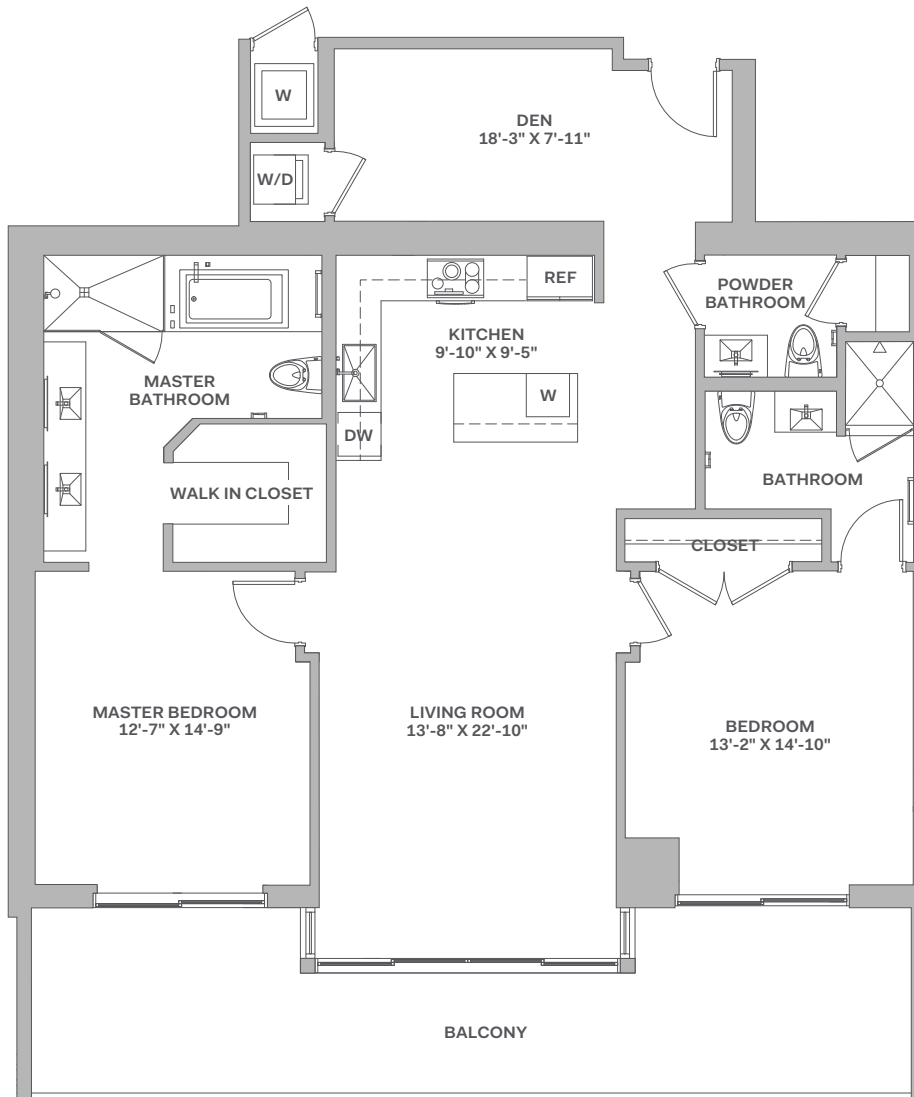 W
DEN
18'-3" X 7'-11"
W/D
REF
POWDER
BATHROOM
KITCHEN
9'-10" X 9'-5"
MASTER
BATHROOM
W
DW
BATHROOM
WALK IN CLOSET
CLOSET
MASTER BEDROOM
12'-7" X 14'-9"
LIVING ROOM
13'-8" X 22'-10"
BEDROOM
13'-2" X 14'-10"
BALCONY